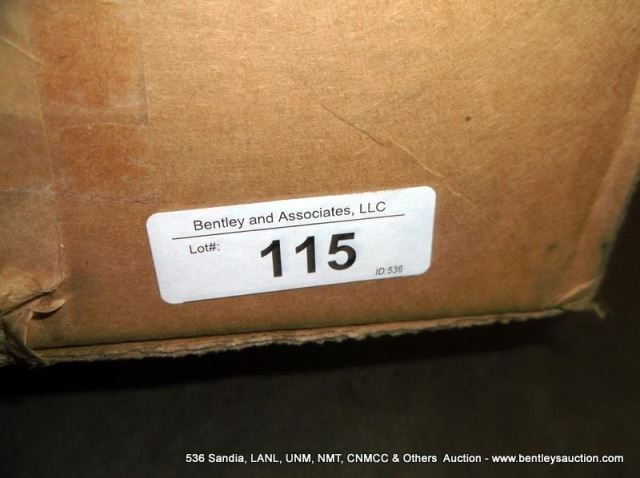 Bentley and Associates, LLC
Lot#: 115
ID:536
536 Sandia, LANL, UNM, NMT, CNMCC & Others Auction - www.bentleysauction.com